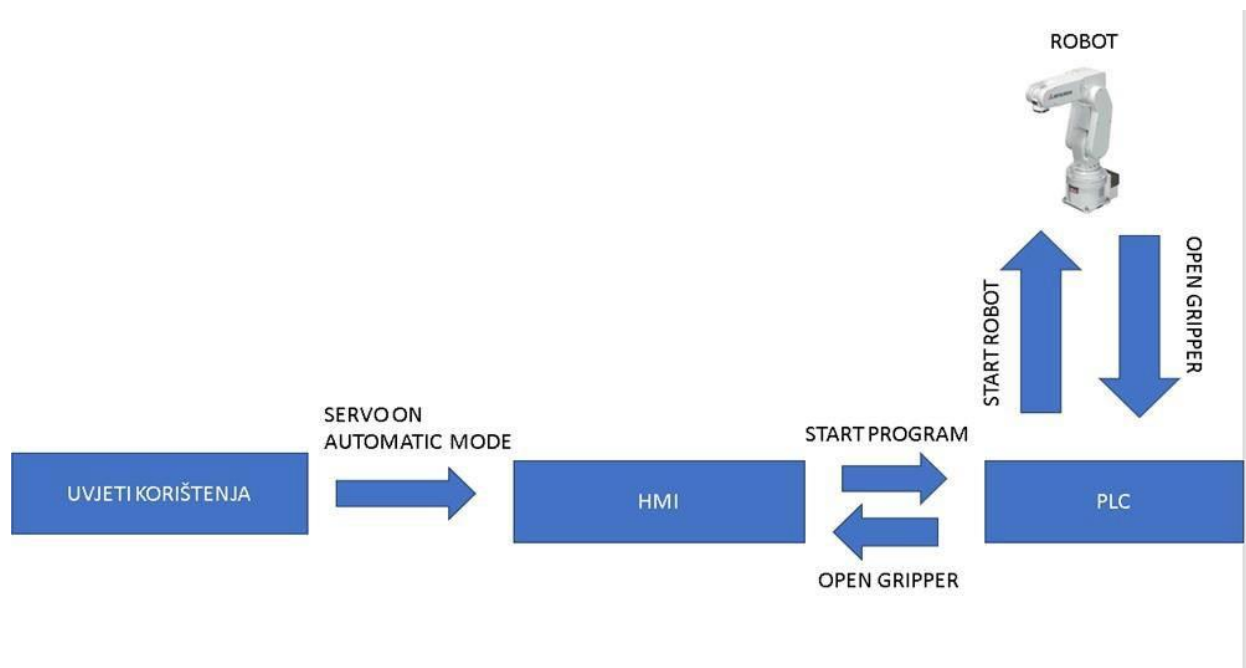 ROBOT
START ROBOT
OPEN GRIPPER
SERVO ON
AUTOMATIC MODE
START PROGRAM
UVJETI KORIŠTENJA
HMI
PLC
OPEN GRIPPER